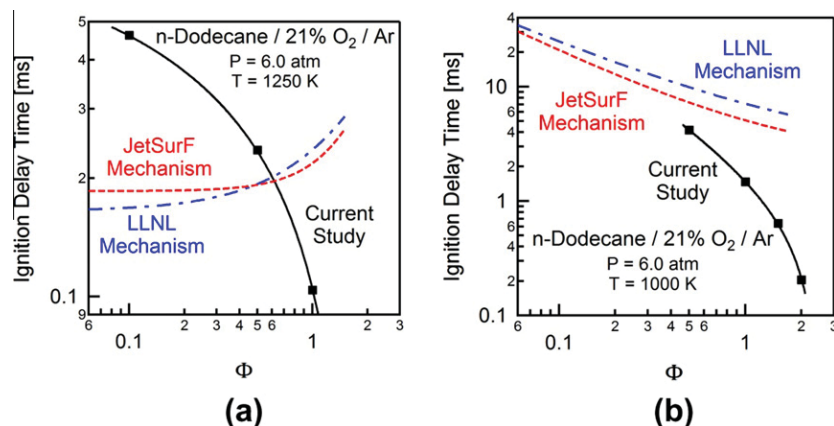 5
4
3
2
0.1
9
Ignition Delay Time [ms]
n-Dodecane / 21% O₂ / Ar
P = 6.0 atm
T = 1250 K
JetSurF
Mechanism
LLNL
Mechanism
Current
Study
6 8 2 3 4 5 6 8 2 3
0.1 1
Φ
(a)
4
2
10
6
4
2
1
6
4
2
0.1
Ignition Delay Time [ms]
LLNL
Mechanism
JetSurF
Mechanism
Current
Study
n-Dodecane / 21% O₂ / Ar
P = 6.0 atm
T = 1000 K
6 8 2 3 4 5 6 8 2 3
0.1 1
Φ
(b)